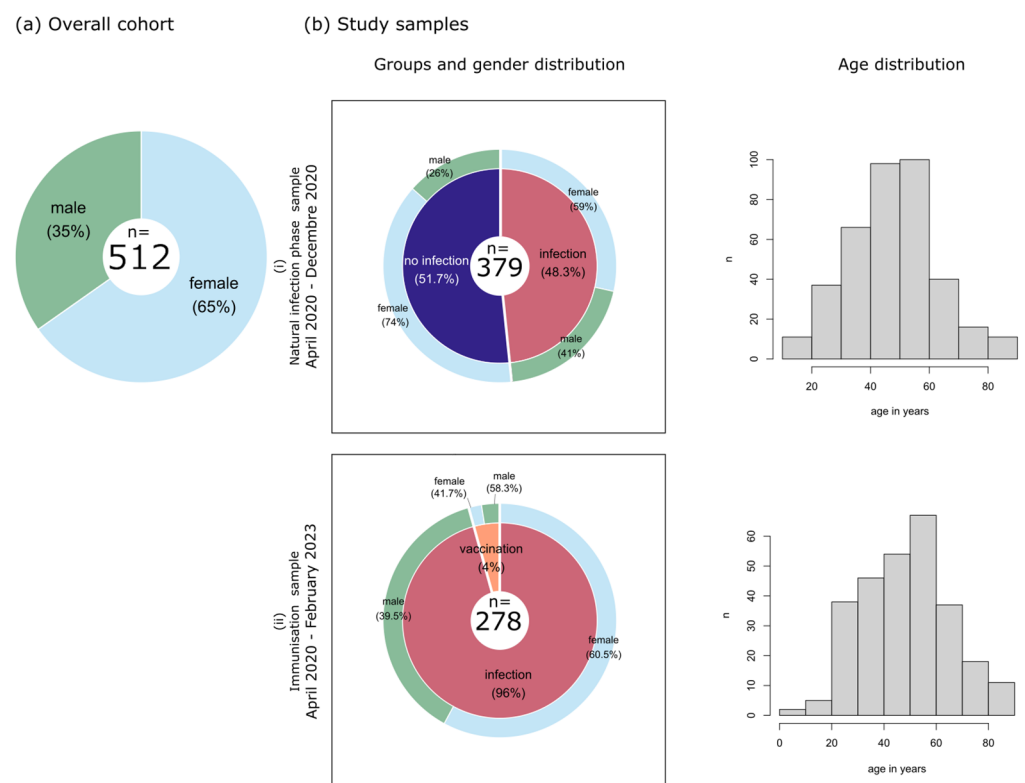 (a) Overall cohort
(b) Study samples
Groups and gender distribution
Age distribution
male
(35%)
n=
512
female
(65%)
(i)
Natural infection phase sample
April 2020 - Decembre 2020
male
(26%)
female
(59%)
no infection
(51.7%)
n=
379
infection
(48.3%)
female
(74%)
male
(41%)
n
0
20
40
60
80
100
20
40
60
80
age in years
(ii)
Immunisation sample
April 2020 - February 2023
female
(41.7%)
male
(58.3%)
vaccination
(4%)
n=
278
male
(39.5%)
female
(60.5%)
infection
(96%)
n
0
10
20
30
40
50
60
0
20
40
60
80
age in years